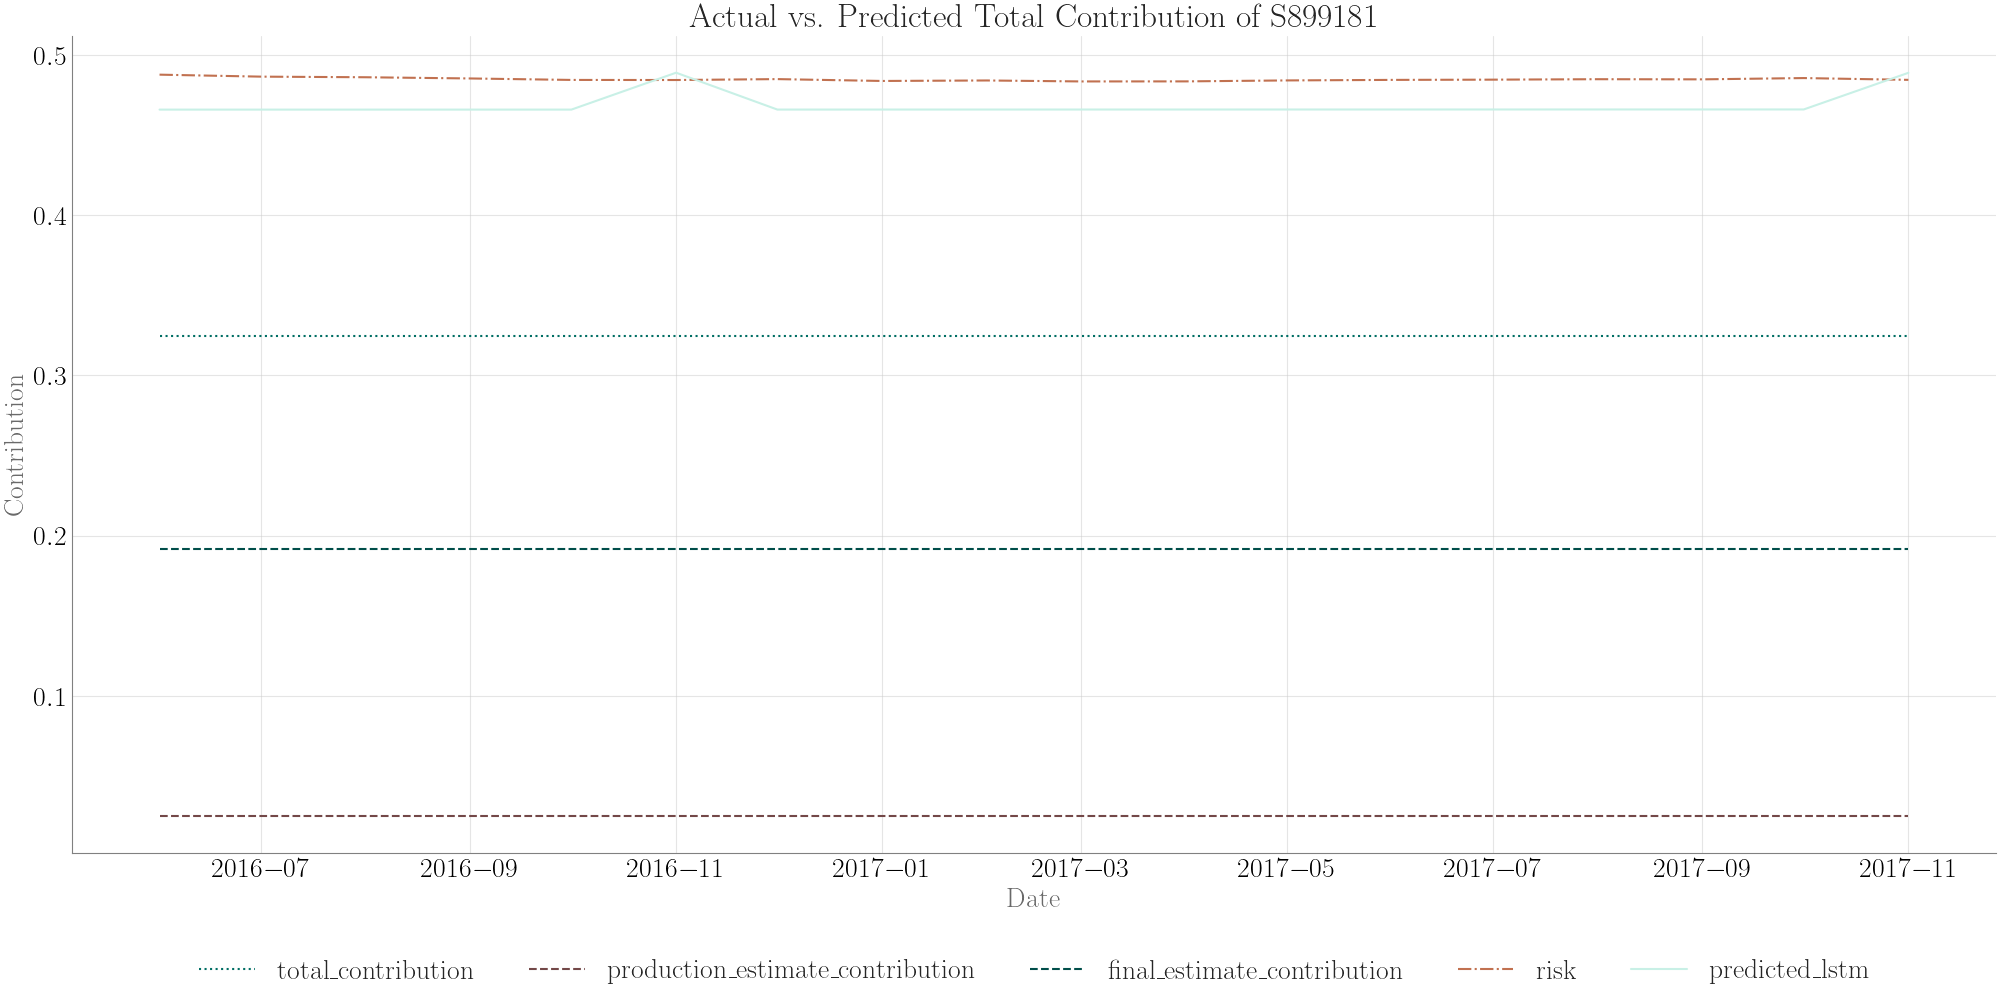 Actual vs. Predicted Total Contribution of S899181
0.5
0.4
0.3
0.2
0.1
Contribution
2016–07 2016–09 2016–11 2017–01 2017–03 2017–05 2017–07 2017–09 2017–11
Date
total_contribution production_estimate_contribution final_estimate_contribution risk predicted_lstm